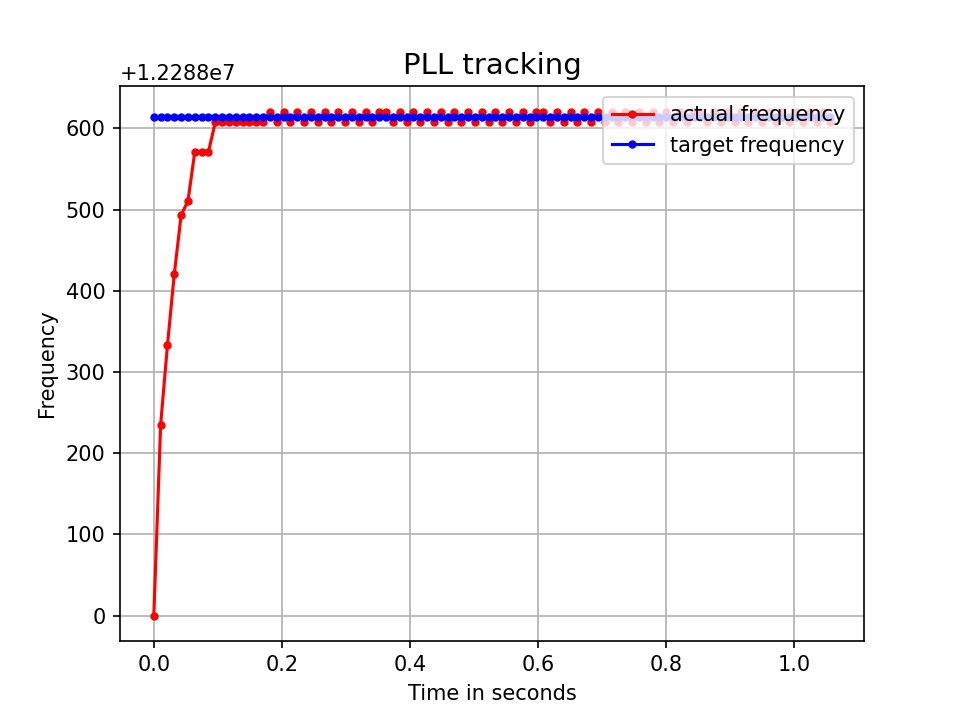 PLL tracking
+1.2288e7
actual frequency
target frequency
600
500
400
300
200
100
0
Frequency
0.0 0.2 0.4 0.6 0.8 1.0
Time in seconds